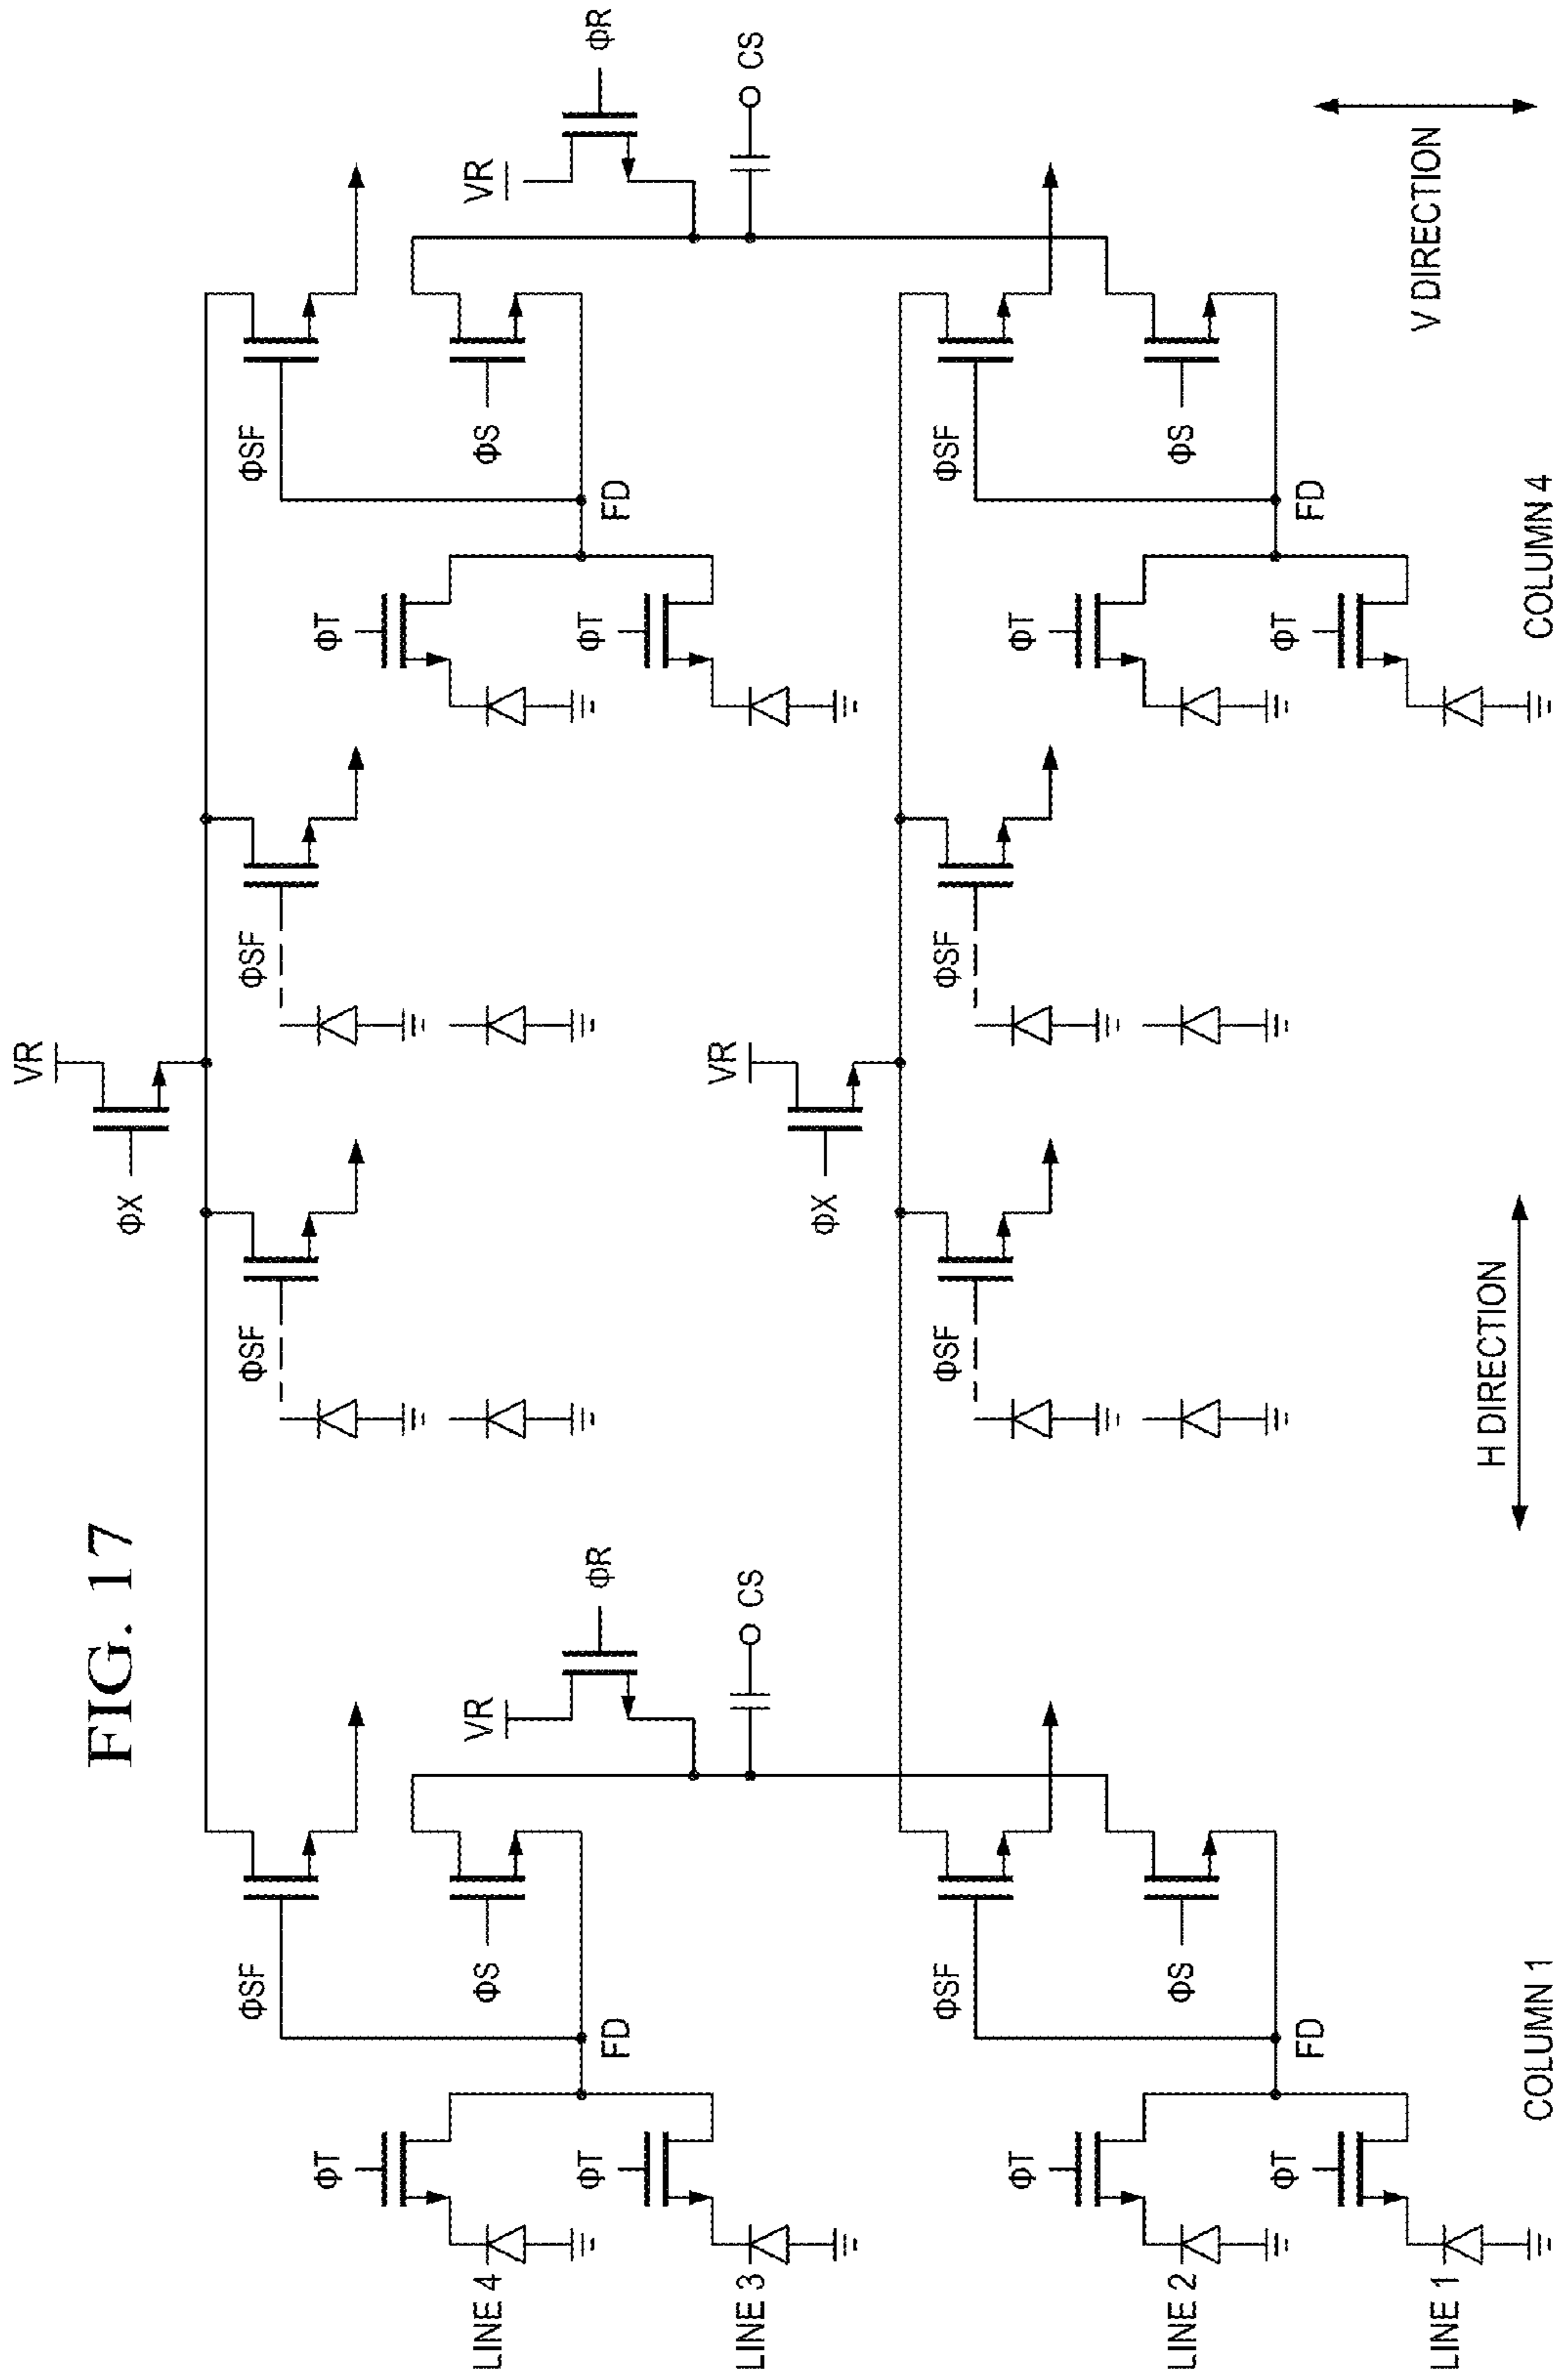 VR
FIG. 17
ΦX
ΦSF
ΦSF
ΦSF
ΦSF
ΦT
ΦT
LINE 4
ΦS
VR
ΦS
VR
ΦT
ΦR
ΦT
ΦR
FD
FD
VR
LINE 3
CS
CS
ΦX
ΦSF
ΦSF
ΦSF
ΦSF
ΦT
ΦT
LINE 2
ΦS
ΦS
ΦT
ΦT
FD
FD
V DIRECTION
LINE 1
H DIRECTION
COLUMN 1
COLUMN 4